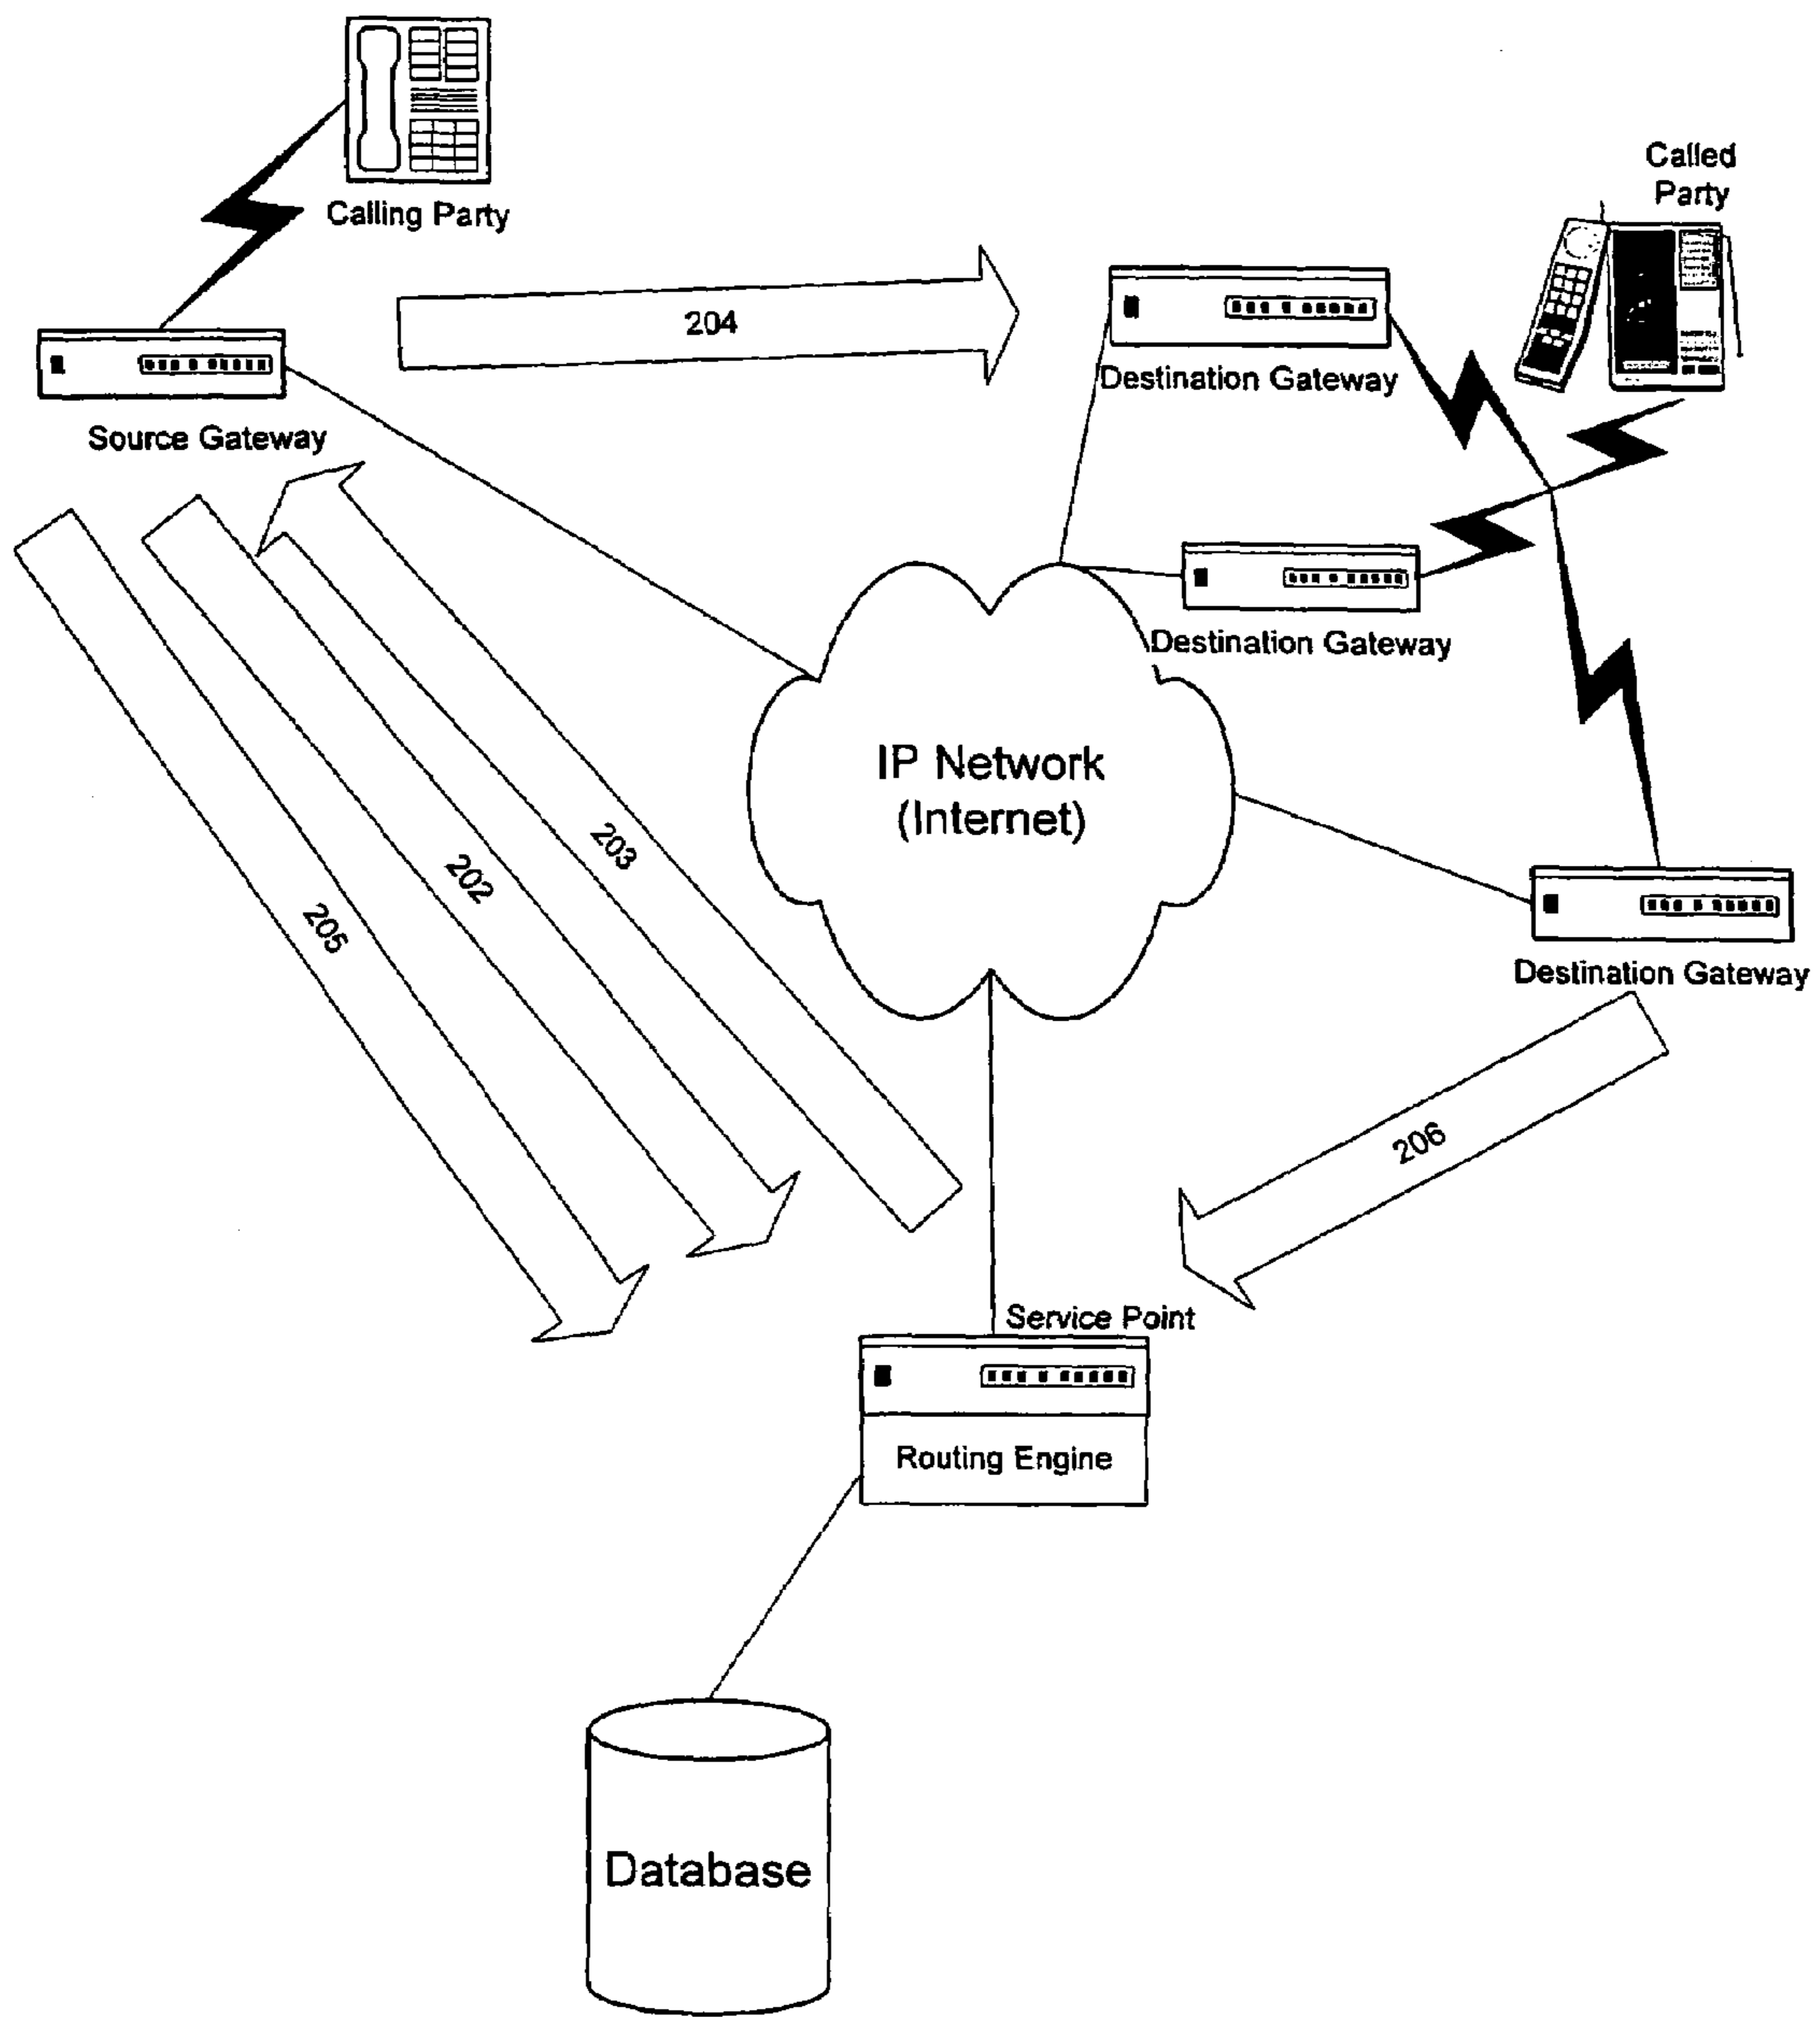 Calling Party
Called
Party
204
Destination Gateway
Source Gateway
Destination Gateway
IP Network
(Internet)
203
202
205
Destination Gateway
206
Service Point
Routing Engine
Database